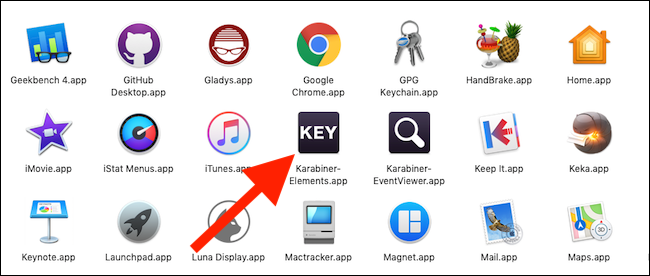 Geekbench 4.app
GitHub
Desktop.app
Gladys.app
Google
Chrome.app
GPG
Keychain.app
HandBrake.app
Home.app
KEY
iMovie.app
iStat Menus.app
iTunes.app
Karabiner-
Elements.app
Karabiner-
EventViewer.app
Keep It.app
Keka.app
3D
Keynote.app
Launchpad.app
Luna Display.app
Mactracker.app
Magnet.app
Mail.app
Maps.app